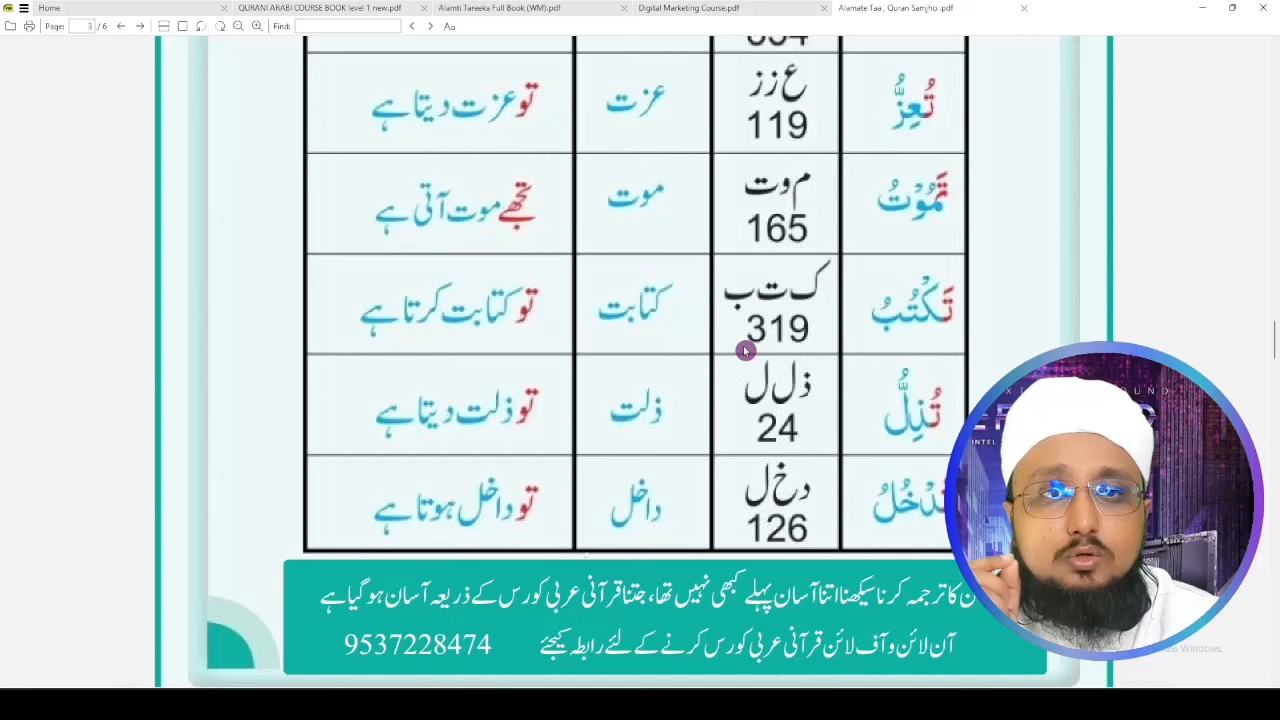 Home
QURANI ARABI COURSE BOOK level 1 new.pdf
Alamti Tareeka Full Book (WM).pdf
Digital Marketing Course.pdf
Alamate Taa , Quran Samjho .pdf
Page: 3 / 6
Find:
Aa
تُعِزُّ ع ز ز 119 عزت تو عزت دیتا ہے
تَمُوْتُ م و ت 165 موت تجھے موت آتی ہے
تَكْتُبُ ک ت ب 319 کتابت تو کتابت کرتا ہے
تُذِلُّ ذ ل ل 24 ذلت تو ذلت دیتا ہے
تَدْخُلُ د خ ل 126 داخل تو داخل ہوتا ہے
کا ترجمہ کرنا سیکھنا اتنا آسان پہلے کبھی نہیں تھا، جتنا قرآنی عربی کورس کے ذریعہ آسان ہو گیا ہے
آن لائن و آف لائن قرآنی عربی کورس کرنے کے لئے رابطہ کیجئے 9537228474
INTEL
Windows.